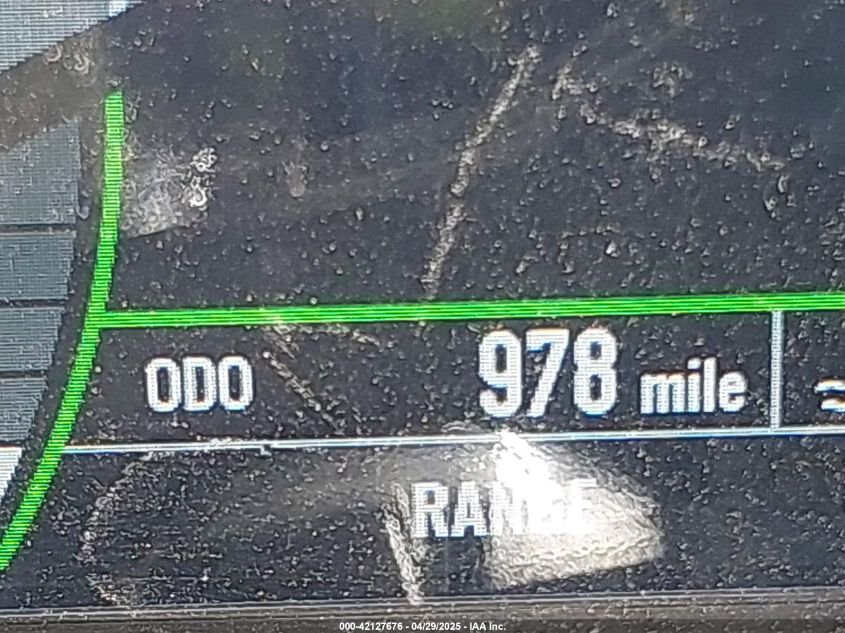 ODO 978 mile
RANGE
000-42127676 - 04/29/2025 - IAA Inc.